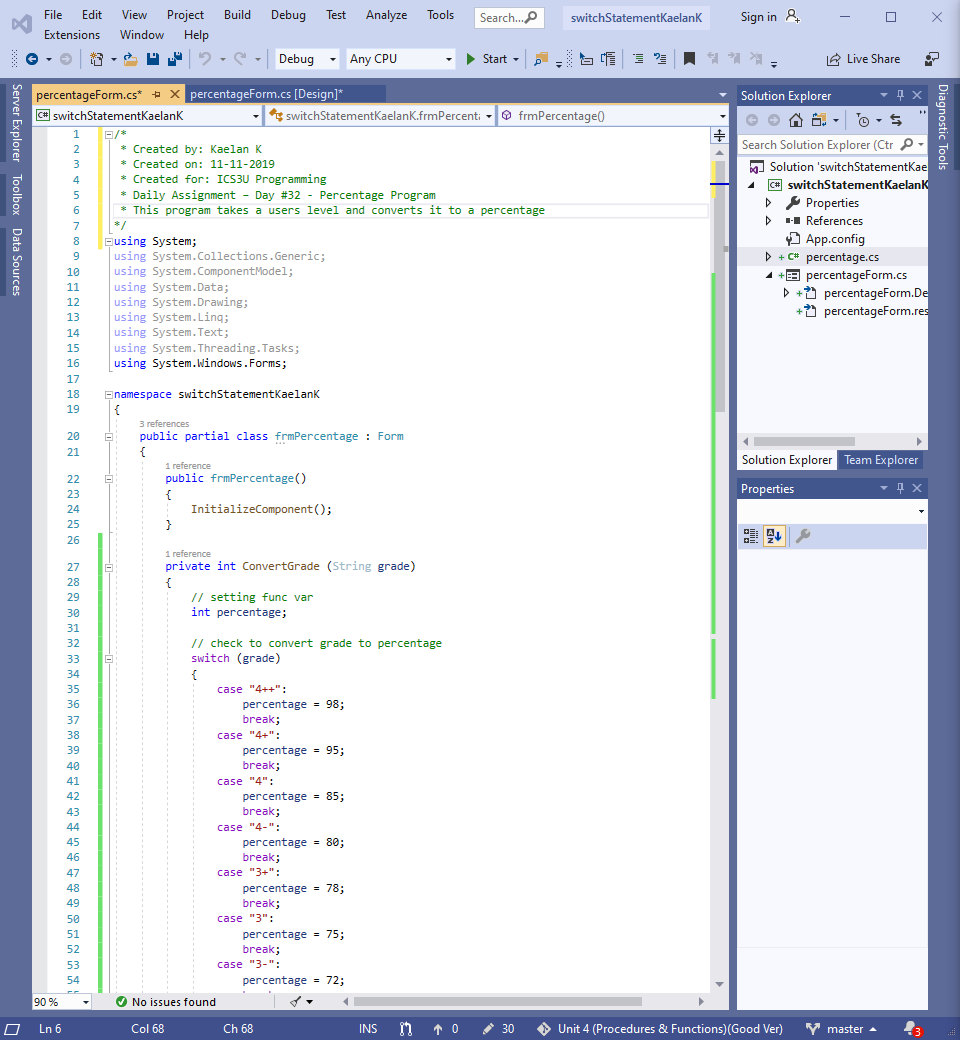 File Edit View Project Build Debug Test Analyze Tools Search... switchStatementKaelanK Sign in
Extensions Window Help
Debug Any CPU Start Live Share
Server Explorer
Toolbox
Data Sources
percentageForm.cs* percentageForm.cs [Design]*
switchStatementKaelanK switchStatementKaelanK.frmPercenta frmPercentage()
1 /*
2 * Created by: Kaelan K
3 * Created on: 11-11-2019
4 * Created for: ICS3U Programming
5 * Daily Assignment – Day #32 - Percentage Program
6 * This program takes a users level and converts it to a percentage
7 */
8 using System;
9 using System.Collections.Generic;
10 using System.ComponentModel;
11 using System.Data;
12 using System.Drawing;
13 using System.Linq;
14 using System.Text;
15 using System.Threading.Tasks;
16 using System.Windows.Forms;
17
18 namespace switchStatementKaelanK
19 {
3 references
20 public partial class frmPercentage : Form
21 {
1 reference
22 public frmPercentage()
23 {
24 InitializeComponent();
25 }
26
1 reference
27 private int ConvertGrade (String grade)
28 {
29 // setting func var
30 int percentage;
31
32 // check to convert grade to percentage
33 switch (grade)
34 {
35 case "4++":
36 percentage = 98;
37 break;
38 case "4+":
39 percentage = 95;
40 break;
41 case "4":
42 percentage = 85;
43 break;
44 case "4-":
45 percentage = 80;
46 break;
47 case "3+":
48 percentage = 78;
49 break;
50 case "3":
51 percentage = 75;
52 break;
53 case "3-":
54 percentage = 72;
90 % No issues found
Solution Explorer
Search Solution Explorer (Ctr
Solution 'switchStatementKae
C# switchStatementKaelanK
Properties
References
App.config
C# percentage.cs
percentageForm.cs
percentageForm.De
percentageForm.res
Solution Explorer Team Explorer
Properties
Diagnostic Tools
Ln 6 Col 68 Ch 68 INS 0 30 Unit 4 (Procedures & Functions)(Good Ver) master 3